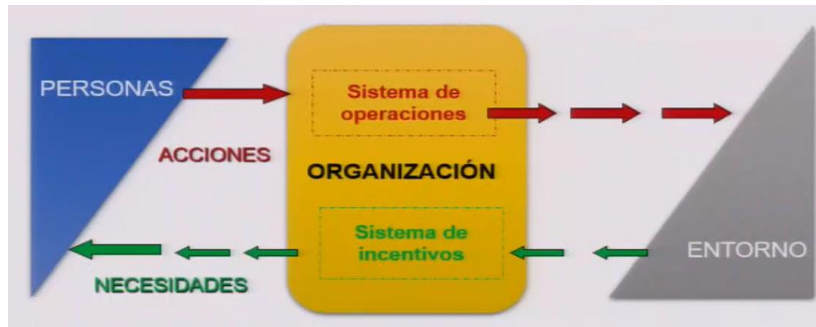 PERSONAS
Sistema de
operaciones
ACCIONES
ORGANIZACIÓN
Sistema de
incentivos
ENTORNO
NECESIDADES